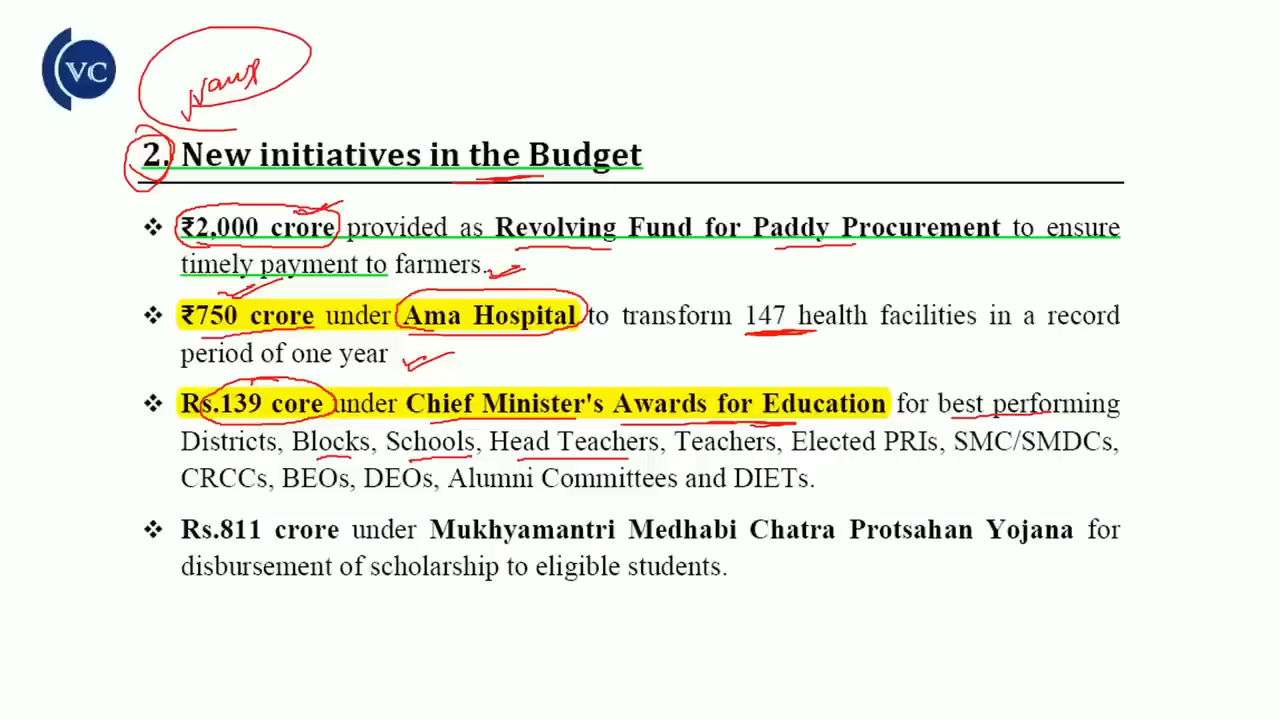 VC
2. New initiatives in the Budget
❖ ₹2,000 crore provided as Revolving Fund for Paddy Procurement to ensure
timely payment to farmers.
❖ ₹750 crore under Ama Hospital to transform 147 health facilities in a record
period of one year
❖ Rs.139 core under Chief Minister's Awards for Education for best performing
Districts, Blocks, Schools, Head Teachers, Teachers, Elected PRIs, SMC/SMDCs,
CRCCs, BEOs, DEOs, Alumni Committees and DIETs.
❖ Rs.811 crore under Mukhyamantri Medhabi Chatra Protsahan Yojana for
disbursement of scholarship to eligible students.